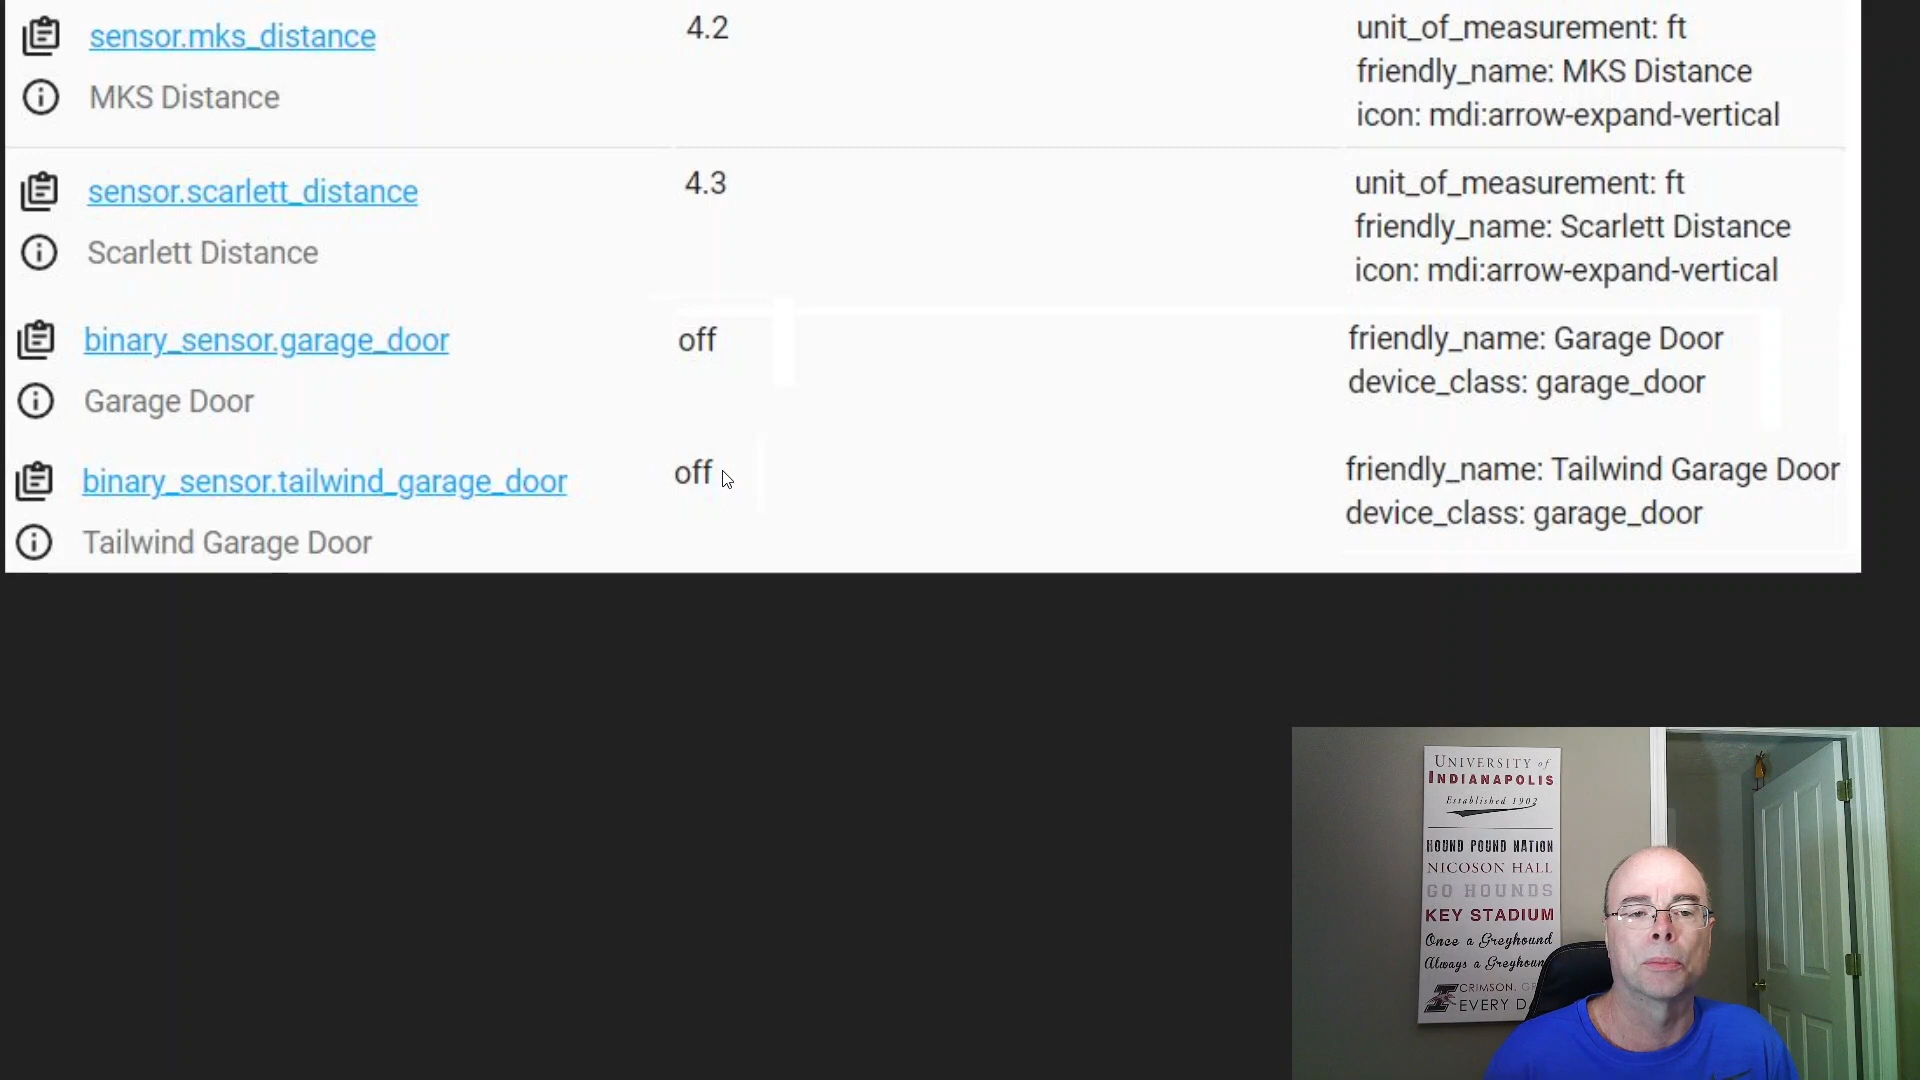 sensor.mks_distance
4.2
unit_of_measurement: ft
friendly_name: MKS Distance
icon: mdi:arrow-expand-vertical
MKS Distance
sensor.scarlett_distance
4.3
unit_of_measurement: ft
friendly_name: Scarlett Distance
icon: mdi:arrow-expand-vertical
Scarlett Distance
binary_sensor.garage_door
off
friendly_name: Garage Door
device_class: garage_door
Garage Door
binary_sensor.tailwind_garage_door
off
friendly_name: Tailwind Garage Door
device_class: garage_door
Tailwind Garage Door
UNIVERSITY of
INDIANAPOLIS
Established 1902
HOUND POUND NATION
NICOSON HALL
GO HOUNDS
KEY STADIUM
Once a Greyhound
Always a Greyhoun
CRIMSON, GR
EVERY D